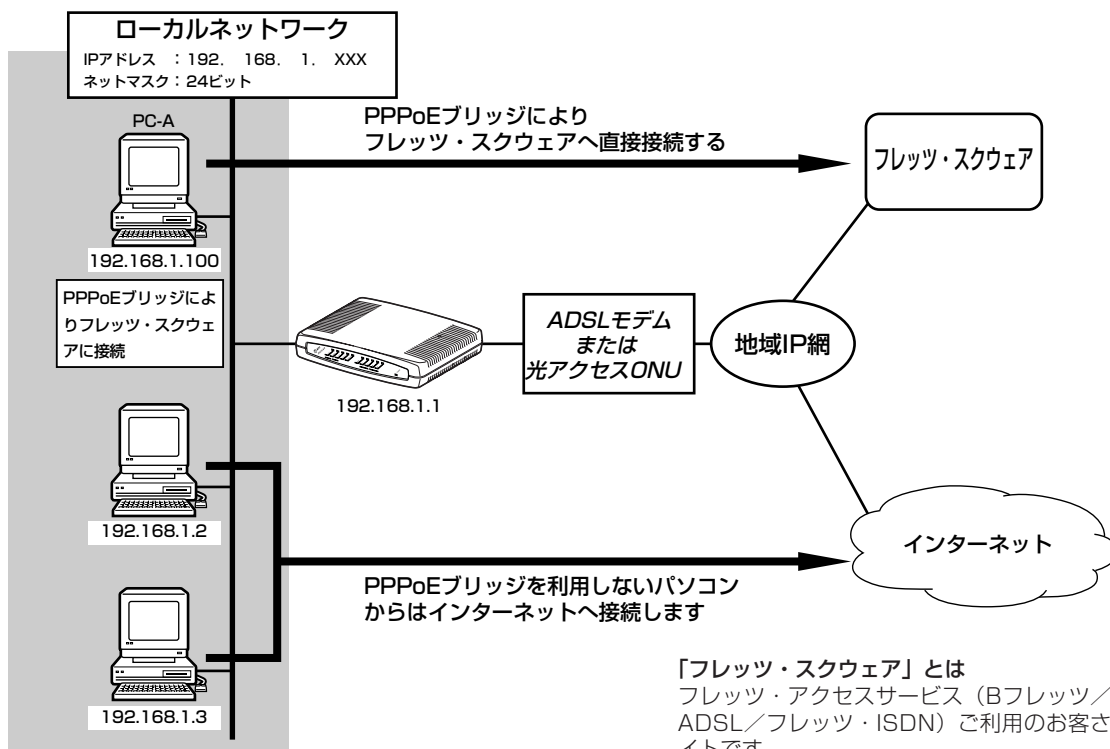 ローカルネットワーク
IPアドレス ：192. 168. 1. XXX
ネットマスク：24ビット
PC-A
PPPoEブリッジにより
フレッツ・スクウェアへ直接接続する
フレッツ・スクウェア
192.168.1.100
PPPoEブリッジによ
りフレッツ・スクウェ
アに接続
ADSLモデム
または
光アクセスONU
地域IP網
192.168.1.1
192.168.1.2
インターネット
PPPoEブリッジを利用しないパソコン
からはインターネットへ接続します
192.168.1.3
「フレッツ・スクウェア」とは
フレッツ・アクセスサービス（Bフレッツ／
ADSL／フレッツ・ISDN）ご利用のお客さ
イトです